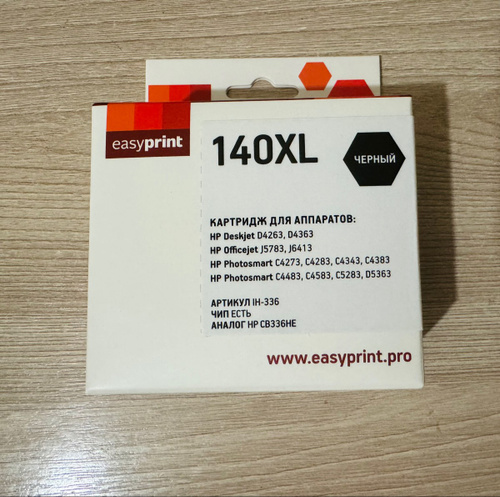 easyprint
140XL
ЧЕРНЫЙ
КАРТРИДЖ ДЛЯ АППАРАТОВ:
HP Deskjet D4263, D4363
HP Officejet J5783, J6413
HP Photosmart C4273, C4283, C4343, C4383
HP Photosmart C4483, C4583, C5283, D5363
АРТИКУЛ IH-336
ЧИП ЕСТЬ
АНАЛОГ HP CB336HE
www.easyprint.pro